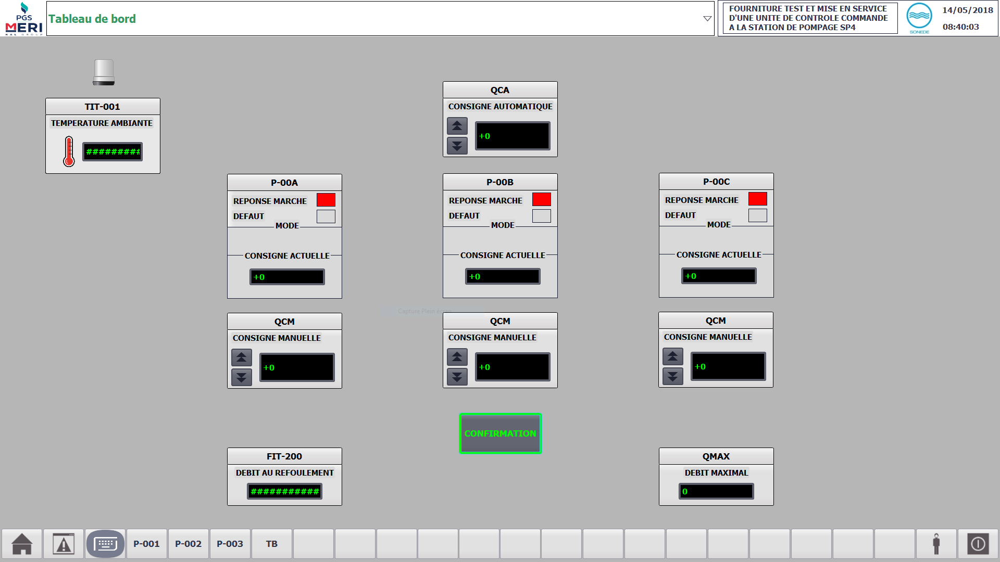 PGS
MERI
HAL GROUP
Tableau de bord
FOURNITURE TEST ET MISE EN SERVICE
D'UNE UNITE DE CONTROLE COMMANDE
A LA STATION DE POMPAGE SP4
SONEDE
14/05/2018
08:40:03
TIT-001
TEMPERATURE AMBIANTE
#########
QCA
CONSIGNE AUTOMATIQUE
+0
P-00A
REPONSE MARCHE
DEFAUT
MODE
CONSIGNE ACTUELLE
+0
P-00B
REPONSE MARCHE
DEFAUT
MODE
CONSIGNE ACTUELLE
+0
P-00C
REPONSE MARCHE
DEFAUT
MODE
CONSIGNE ACTUELLE
+0
Capture Plein écran
QCM
CONSIGNE MANUELLE
+0
QCM
CONSIGNE MANUELLE
+0
QCM
CONSIGNE MANUELLE
+0
CONFIRMATION
FIT-200
DEBIT AU REFOULEMENT
###########
QMAX
DEBIT MAXIMAL
0
P-001
P-002
P-003
TB